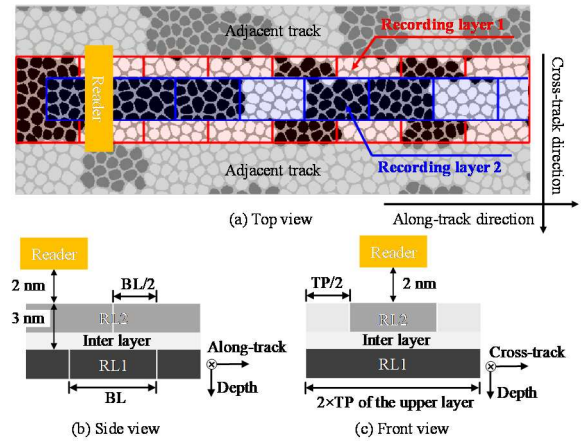 Adjacent track
Recording layer 1
Reader
Cross-track
direction
Recording layer 2
Adjacent track
(a) Top view
Along-track direction
Reader
2 nm
BL/2
3 nm
RL2
Inter layer
RL1
BL
Along-track
Depth
(b) Side view
Reader
TP/2
2 nm
RL2
Inter layer
RL1
Cross-track
Depth
2×TP of the upper layer
(c) Front view